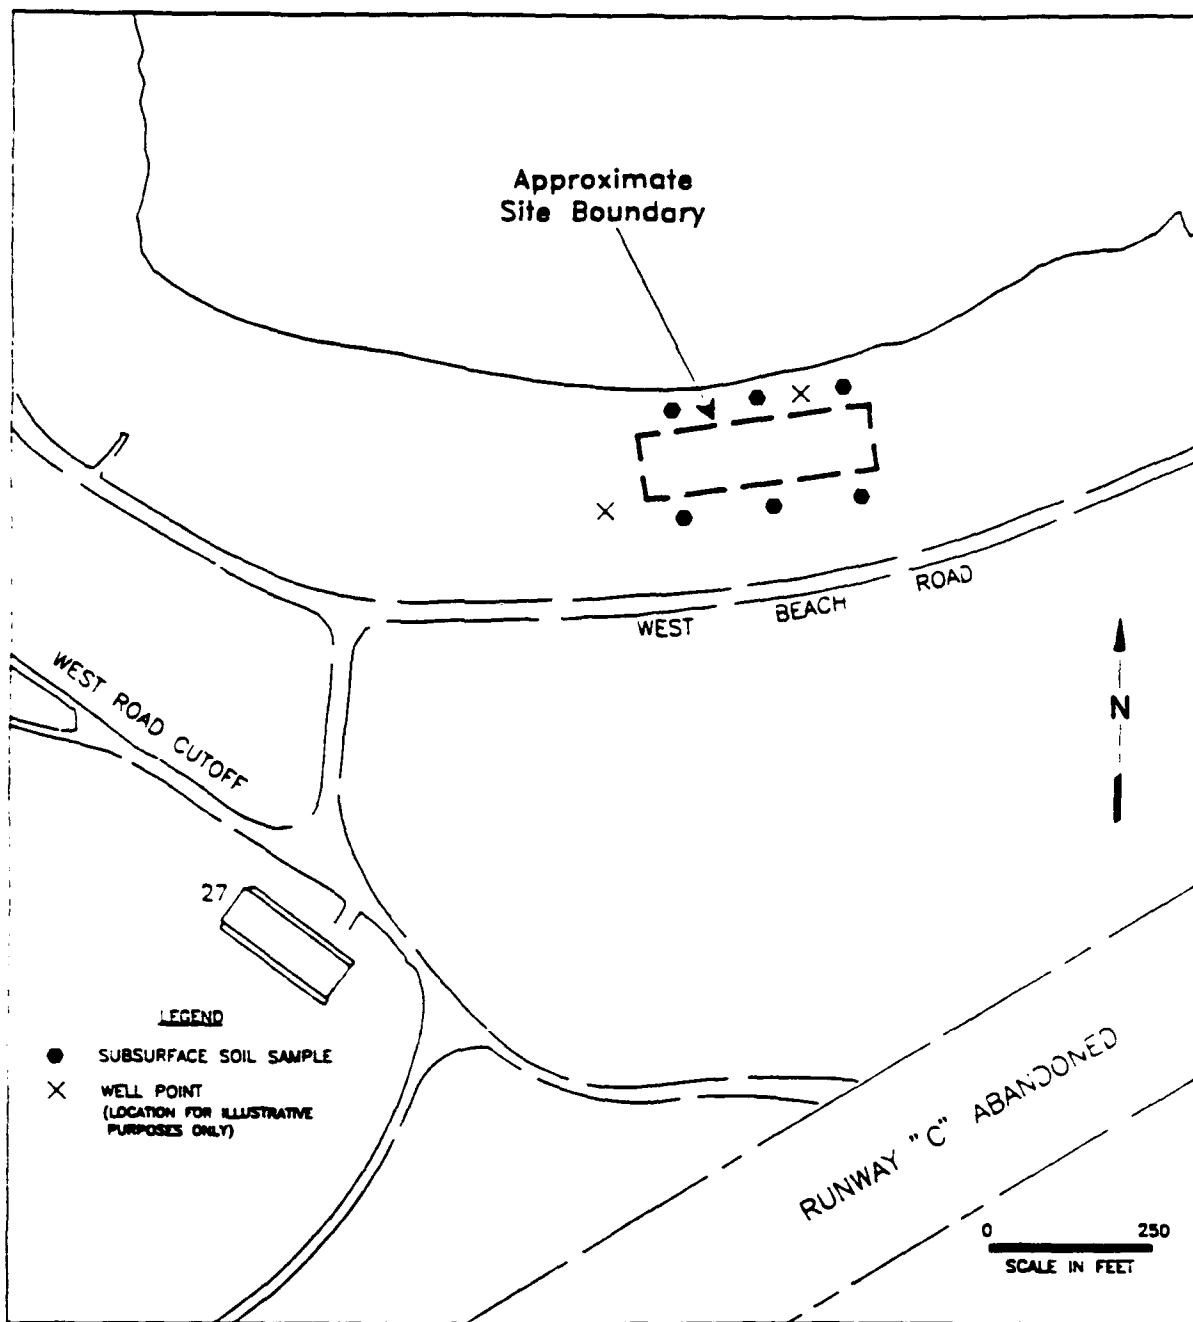 Approximate
Site Boundary
WEST BEACH ROAD
WEST ROAD CUTOFF
N
27
LEGEND
SUBSURFACE SOIL SAMPLE
WELL POINT
(LOCATION FOR ILLUSTRATIVE
PURPOSES ONLY)
RUNWAY "C" ABANDONED
0 250
SCALE IN FEET